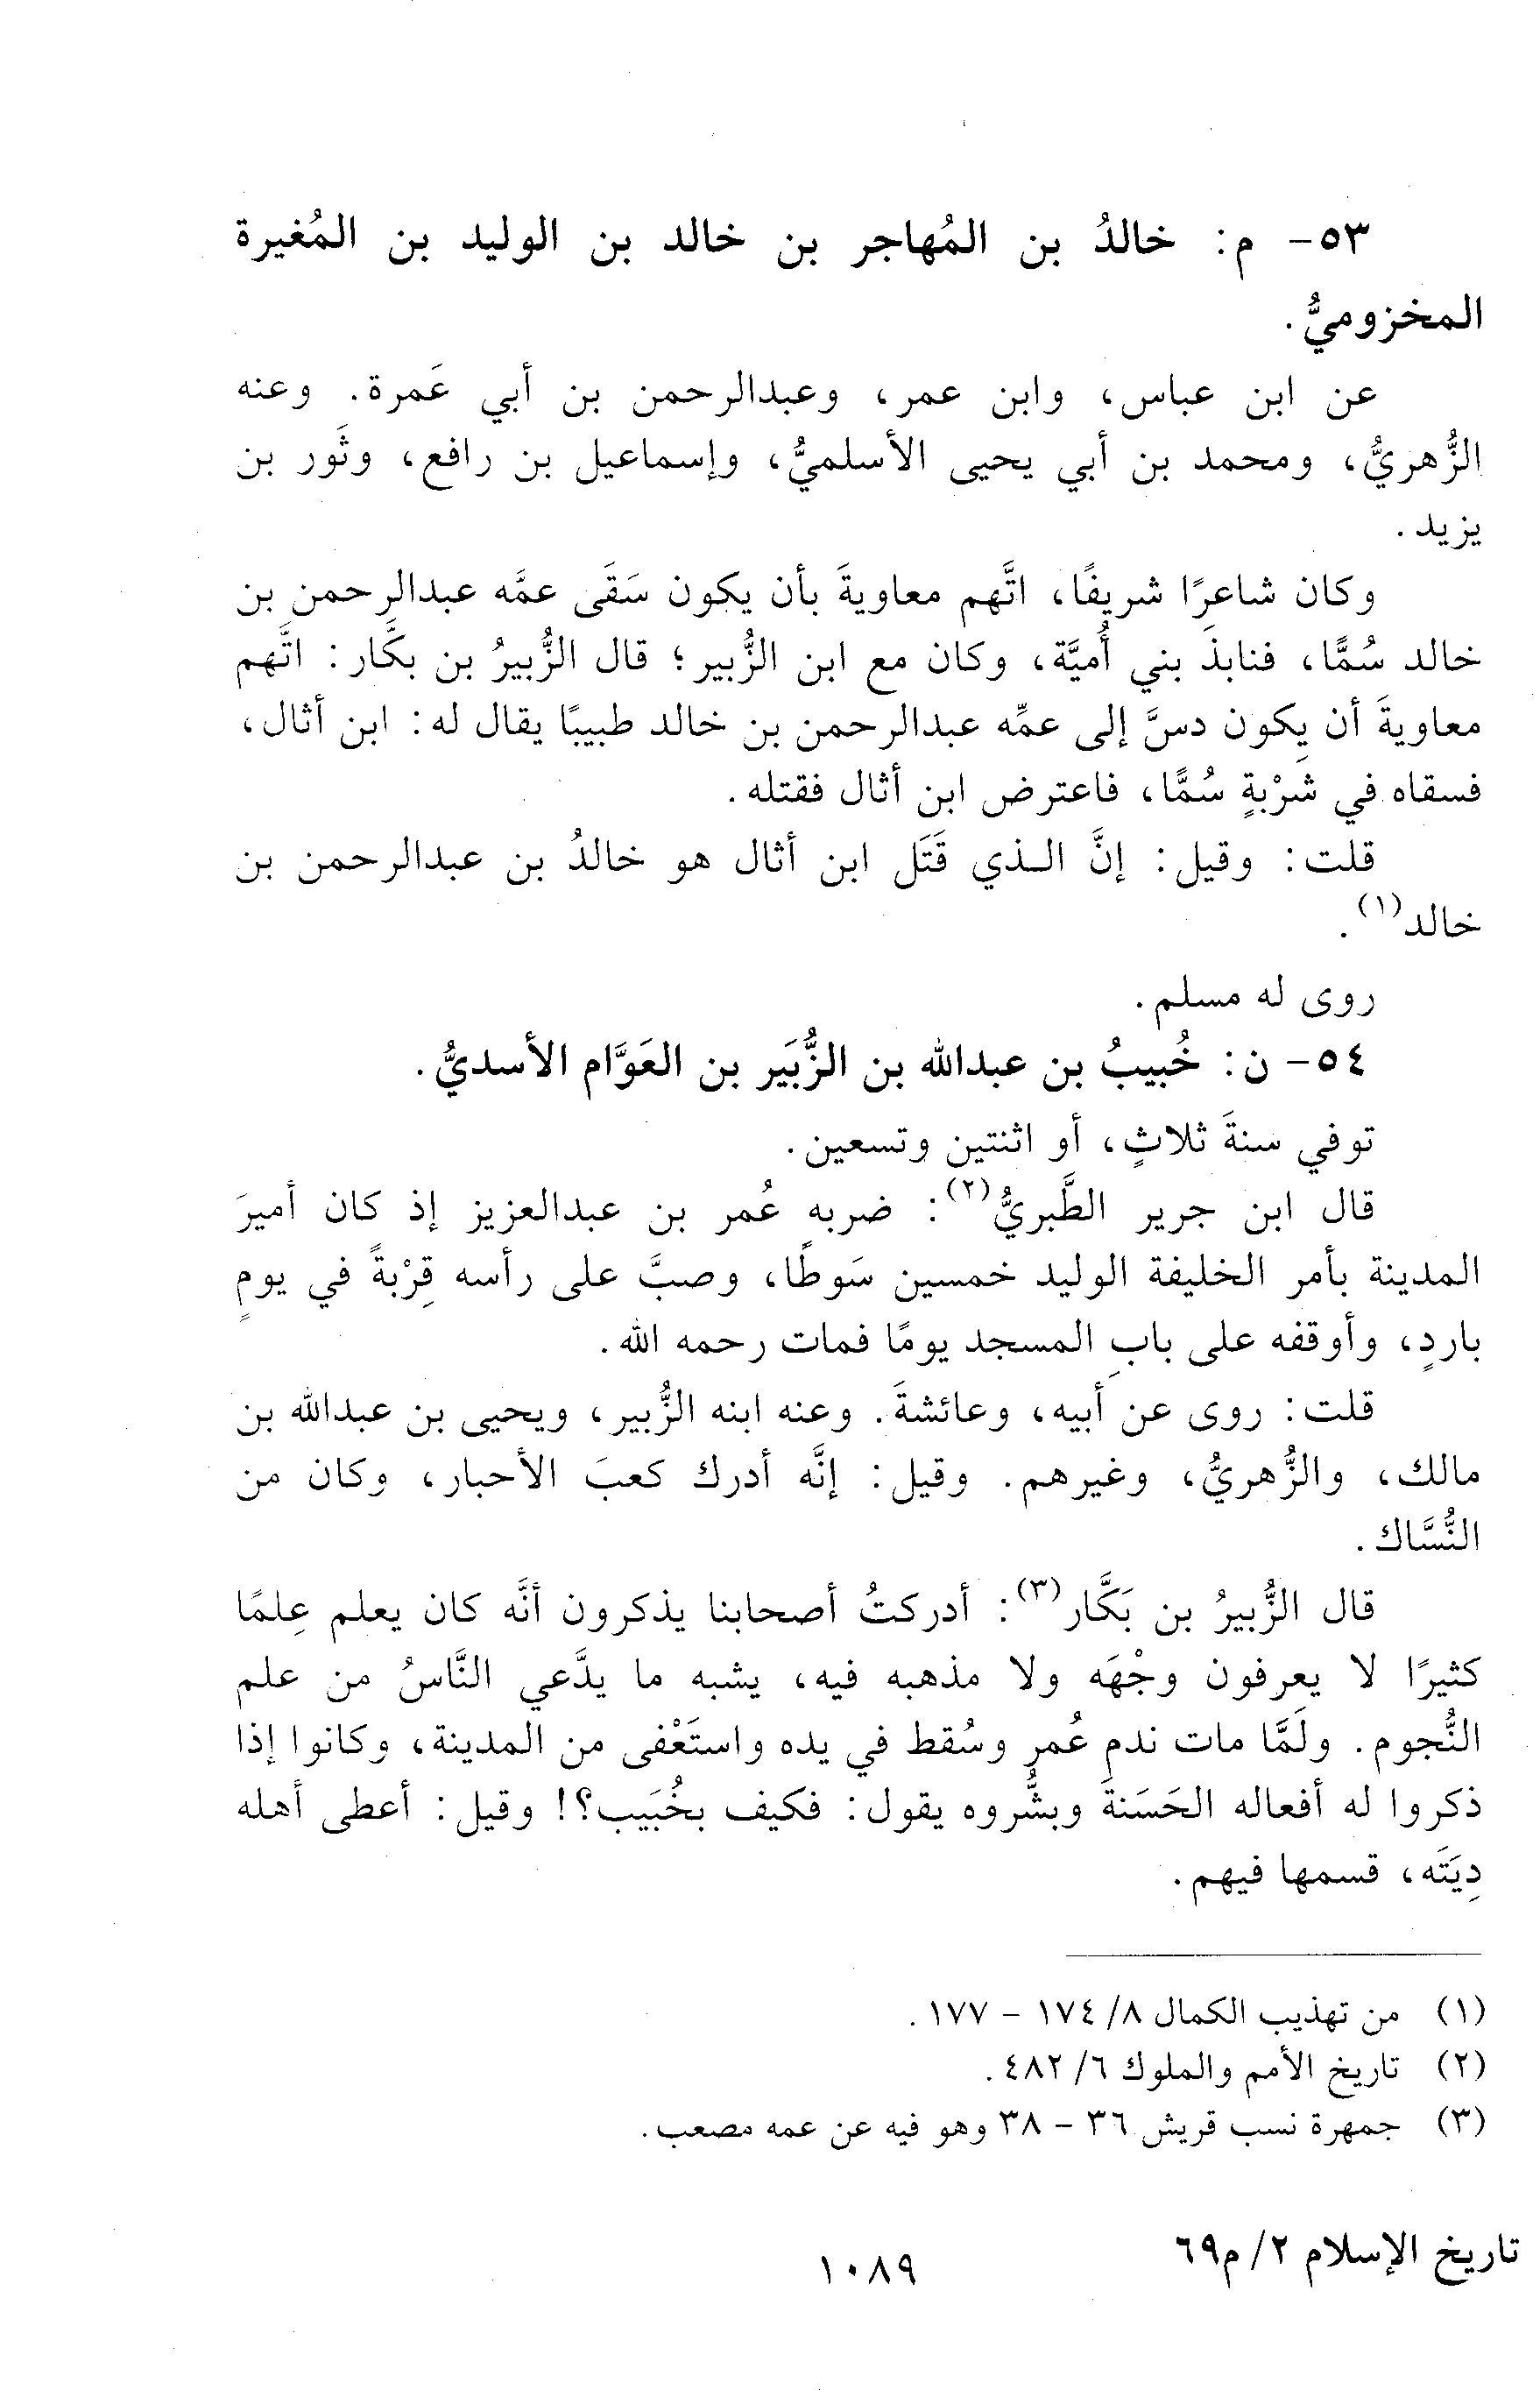 ٥٣- م: خالدُ بن المُهاجر بن خالد بن الوليد بن المُغيرة
المخزوميُّ.
عن ابن عباس، وابن عمر، وعبدالرحمن بن أبي عَمرة. وعنه
الزُّهريُّ، ومحمد بن أبي يحيى الأسلميُّ، وإسماعيل بن رافع، وثَور بن
يزيد.
وكان شاعرًا شريفًا، اتَّهم معاويةَ بأن يكون سَقَى عمَّه عبدالرحمن بن
خالد سُمًّا، فنابذَ بني أُميَّة، وكان مع ابن الزُّبير؛ قال الزُّبيرُ بن بكَّار: اتَّهم
معاويةَ أن يكون دسَّ إلى عمِّه عبدالرحمن بن خالد طبيبًا يقال له: ابن أثال،
فسقاه في شَرْبةٍ سُمًّا، فاعترض ابن أثال فقتله.
قلت: وقيل: إنَّ الـذي قَتَل ابن أثال هو خالدُ بن عبدالرحمن بن
خالد(١).
روى له مسلم.
٥٤- ن: خُبيبُ بن عبدالله بن الزُّبَير بن العَوَّام الأسديُّ.
توفي سنةَ ثلاثٍ، أو اثنتين وتسعين.
قال ابن جرير الطَّبريُّ(٢): ضربه عُمر بن عبدالعزيز إذ كان أميرَ
المدينة بأمر الخليفة الوليد خمسين سَوطًا، وصبَّ على رأسه قِرْبةً في يومٍ
باردٍ، وأوقفه على بابِ المسجد يومًا فمات رحمه الله.
قلت: روى عن أبيه، وعائشةَ. وعنه ابنه الزُّبير، ويحيى بن عبدالله بن
مالك، والزُّهريُّ، وغيرهم. وقيل: إنَّه أدرك كعبَ الأحبار، وكان من
النُّسَّاك.
قال الزُّبيرُ بن بَكَّار(٣): أدركتُ أصحابنا يذكرون أنَّه كان يعلم عِلمًا
كثيرًا لا يعرفون وجْهَه ولا مذهبه فيه، يشبه ما يدَّعي النَّاسُ من علم
النُّجوم. ولَمَّا مات ندم عُمر وسُقط في يده واستَعْفى من المدينة، وكانوا إذا
ذكروا له أفعاله الحَسَنةَ وبشَّروه يقول: فكيف بخُبَيب؟! وقيل: أعطى أهله
دِيَتَه، قسمها فيهم.
(١) من تهذيب الكمال ٨/ ١٧٤ - ١٧٧.
(٢) تاريخ الأمم والملوك ٦/ ٤٨٢.
(٣) جمهرة نسب قريش ٣٦ - ٣٨ وهو فيه عن عمه مصعب.
تاريخ الإسلام ٢/ م٦٩
١٠٨٩